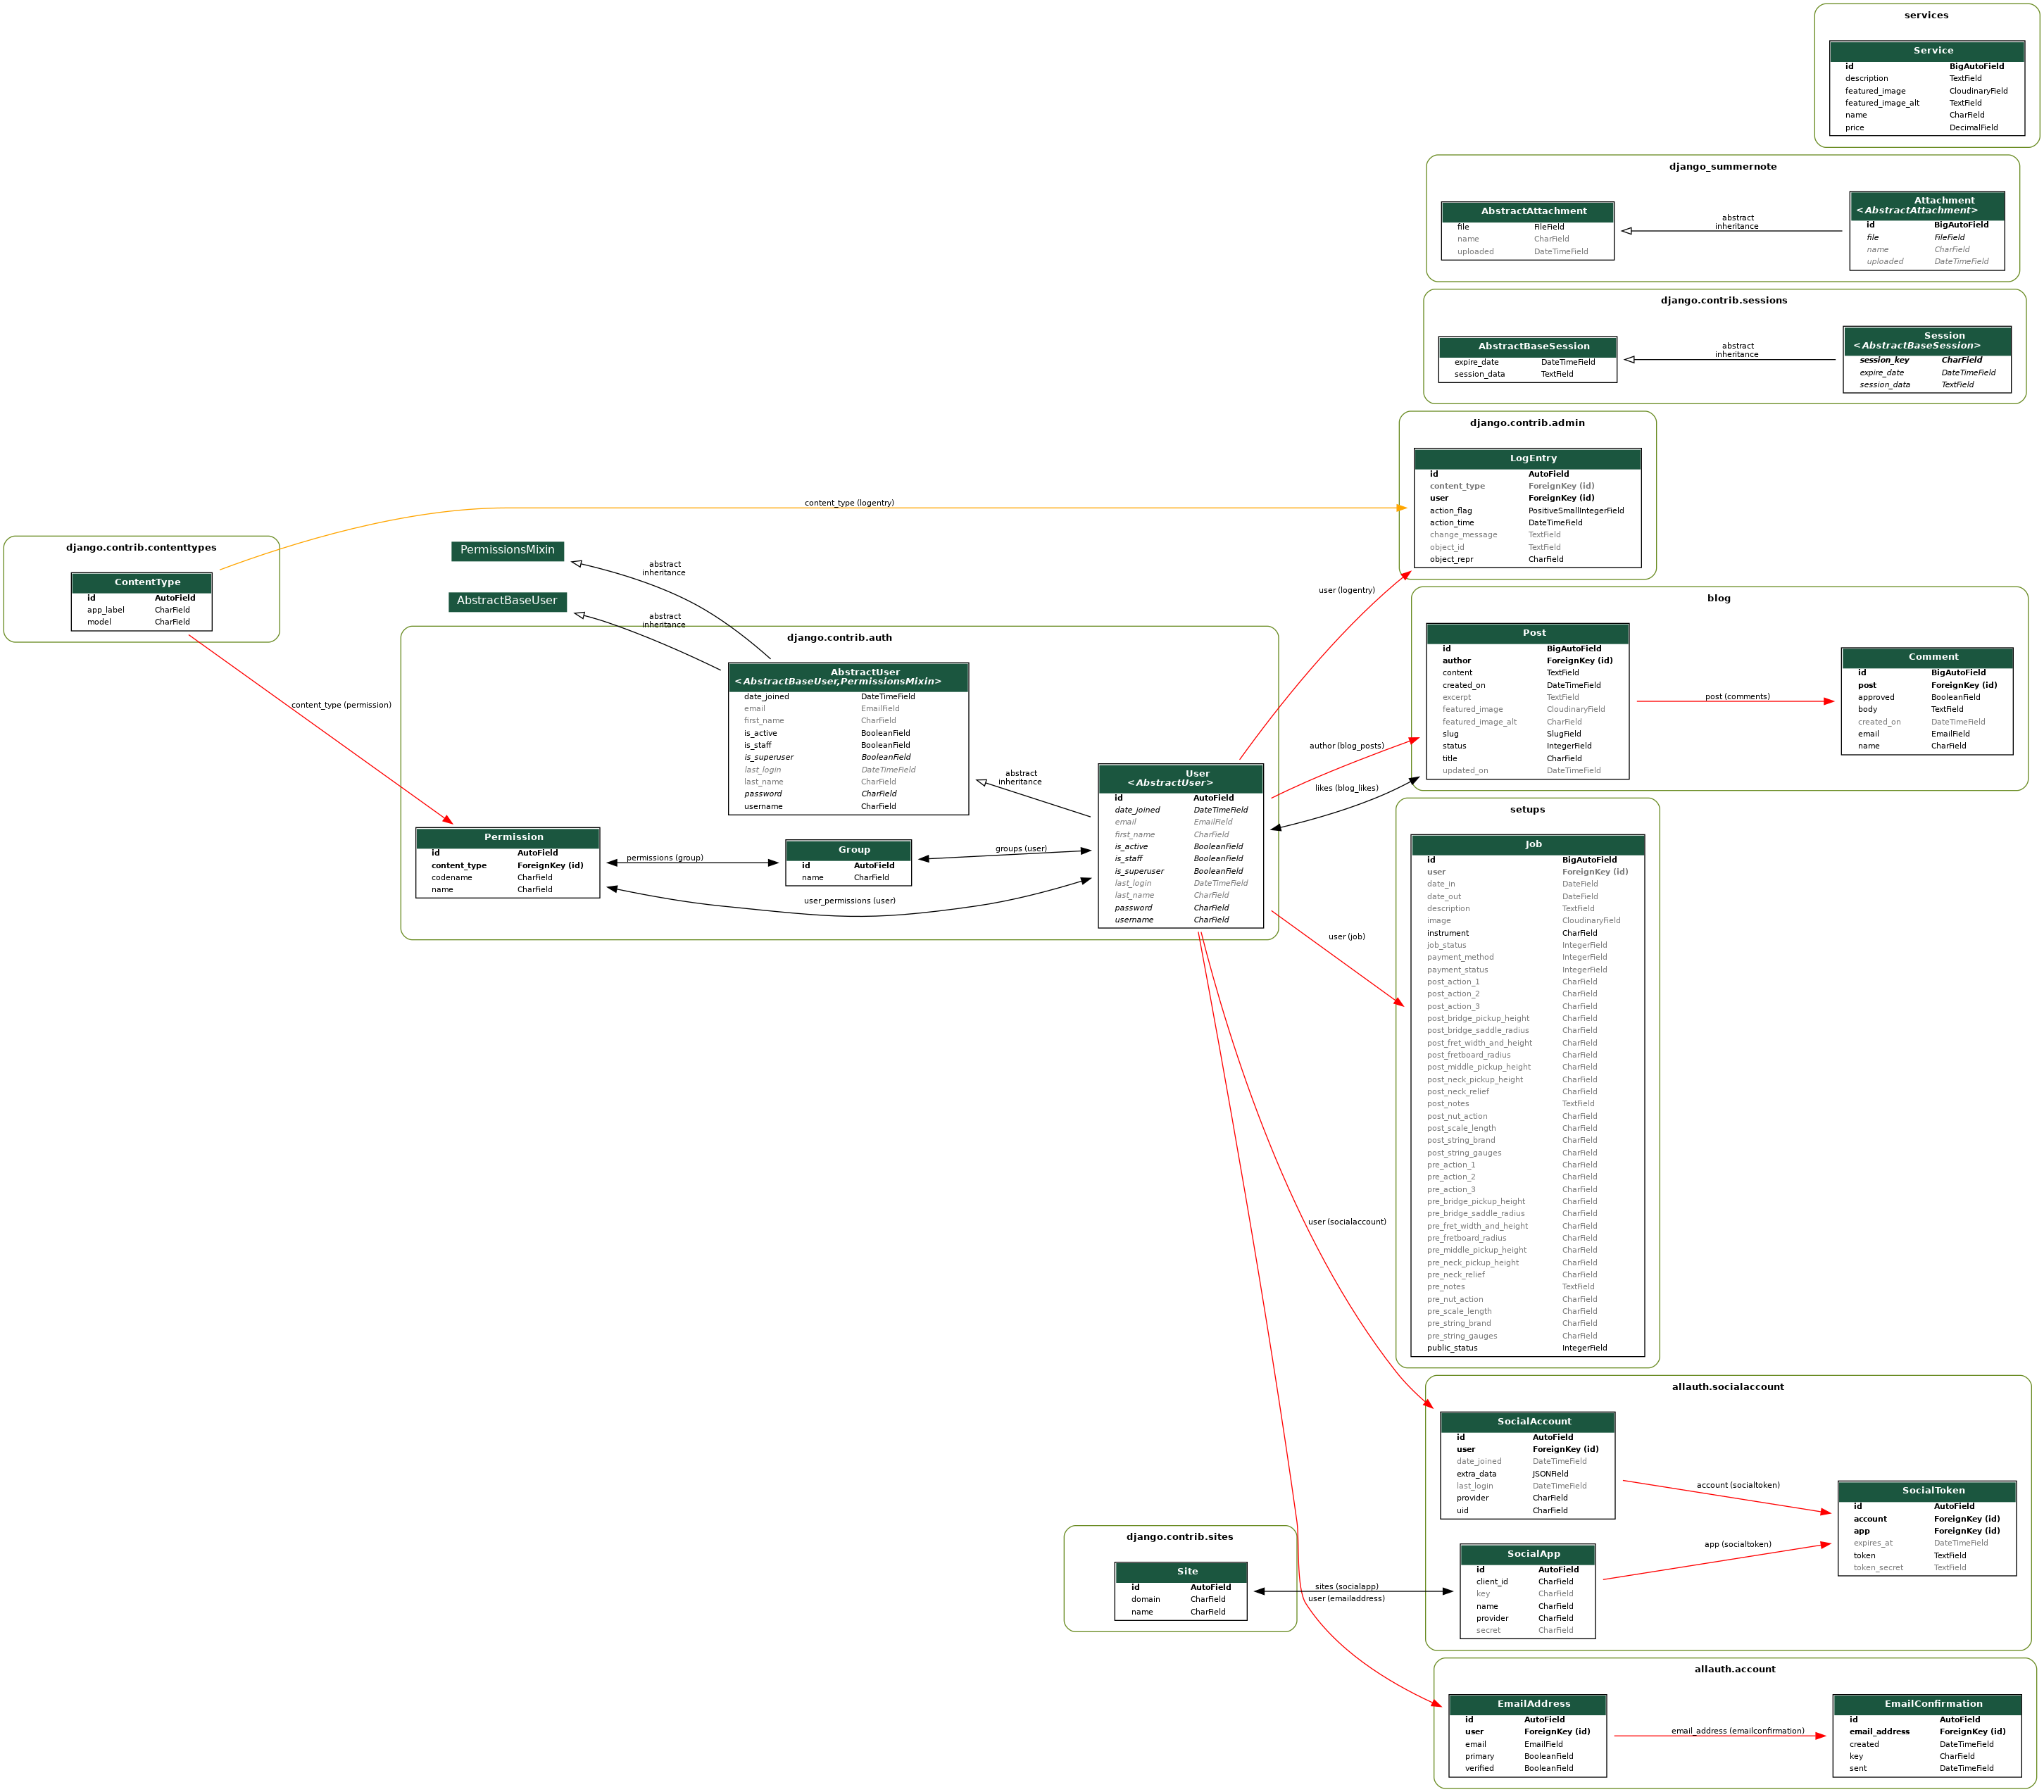 services
Service
id BigAutoField
description TextField
featured_image CloudinaryField
featured_image_alt TextField
name CharField
price DecimalField
django_summernote
AbstractAttachment
file FileField
name CharField
uploaded DateTimeField
abstract
inheritance
Attachment
<AbstractAttachment>
id BigAutoField
file FileField
name CharField
uploaded DateTimeField
django.contrib.sessions
AbstractBaseSession
expire_date DateTimeField
session_data TextField
abstract
inheritance
Session
<AbstractBaseSession>
session_key CharField
expire_date DateTimeField
session_data TextField
django.contrib.admin
LogEntry
id AutoField
content_type ForeignKey (id)
user ForeignKey (id)
action_flag PositiveSmallIntegerField
action_time DateTimeField
change_message TextField
object_id TextField
object_repr CharField
content_type (logentry)
django.contrib.contenttypes
ContentType
id AutoField
app_label CharField
model CharField
content_type (permission)
PermissionsMixin
abstract
inheritance
AbstractBaseUser
abstract
inheritance
django.contrib.auth
AbstractUser
<AbstractBaseUser,PermissionsMixin>
date_joined DateTimeField
email EmailField
first_name CharField
is_active BooleanField
is_staff BooleanField
is_superuser BooleanField
last_login DateTimeField
last_name CharField
password CharField
username CharField
abstract
inheritance
User
<AbstractUser>
id AutoField
date_joined DateTimeField
email EmailField
first_name CharField
is_active BooleanField
is_staff BooleanField
is_superuser BooleanField
last_login DateTimeField
last_name CharField
password CharField
username CharField
Permission
id AutoField
content_type ForeignKey (id)
codename CharField
name CharField
permissions (group)
Group
id AutoField
name CharField
groups (user)
user_permissions (user)
user (logentry)
author (blog_posts)
likes (blog_likes)
user (job)
user (socialaccount)
blog
Post
id BigAutoField
author ForeignKey (id)
content TextField
created_on DateTimeField
excerpt TextField
featured_image CloudinaryField
featured_image_alt CharField
slug SlugField
status IntegerField
title CharField
updated_on DateTimeField
post (comments)
Comment
id BigAutoField
post ForeignKey (id)
approved BooleanField
body TextField
created_on DateTimeField
email EmailField
name CharField
setups
Job
id BigAutoField
user ForeignKey (id)
date_in DateField
date_out DateField
description TextField
image CloudinaryField
instrument CharField
job_status IntegerField
payment_method IntegerField
payment_status IntegerField
post_action_1 CharField
post_action_2 CharField
post_action_3 CharField
post_bridge_pickup_height CharField
post_bridge_saddle_radius CharField
post_fret_width_and_height CharField
post_fretboard_radius CharField
post_middle_pickup_height CharField
post_neck_pickup_height CharField
post_neck_relief CharField
post_notes TextField
post_nut_action CharField
post_scale_length CharField
post_string_brand CharField
post_string_gauges CharField
pre_action_1 CharField
pre_action_2 CharField
pre_action_3 CharField
pre_bridge_pickup_height CharField
pre_bridge_saddle_radius CharField
pre_fret_width_and_height CharField
pre_fretboard_radius CharField
pre_middle_pickup_height CharField
pre_neck_pickup_height CharField
pre_neck_relief CharField
pre_notes TextField
pre_nut_action CharField
pre_scale_length CharField
pre_string_brand CharField
pre_string_gauges CharField
public_status IntegerField
allauth.socialaccount
SocialAccount
id AutoField
user ForeignKey (id)
date_joined DateTimeField
extra_data JSONField
last_login DateTimeField
provider CharField
uid CharField
account (socialtoken)
SocialToken
id AutoField
account ForeignKey (id)
app ForeignKey (id)
expires_at DateTimeField
token TextField
token_secret TextField
app (socialtoken)
SocialApp
id AutoField
client_id CharField
key CharField
name CharField
provider CharField
secret CharField
django.contrib.sites
Site
id AutoField
domain CharField
name CharField
sites (socialapp)
user (emailaddress)
allauth.account
EmailAddress
id AutoField
user ForeignKey (id)
email EmailField
primary BooleanField
verified BooleanField
email_address (emailconfirmation)
EmailConfirmation
id AutoField
email_address ForeignKey (id)
created DateTimeField
key CharField
sent DateTimeField